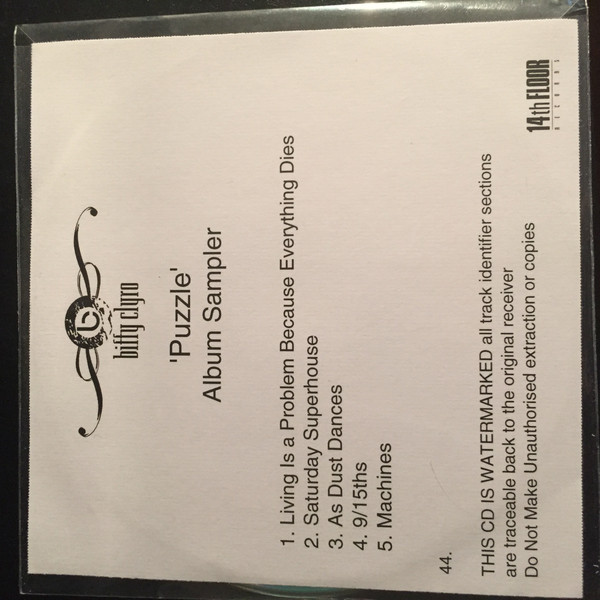 b
biffy clyro
'Puzzle'
Album Sampler
1. Living Is a Problem Because Everything Dies
2. Saturday Superhouse
3. As Dust Dances
4. 9/15ths
5. Machines
44.
THIS CD IS WATERMARKED all track identifier sections
are traceable back to the original receiver
Do Not Make Unauthorised extraction or copies
14th FLOOR
RECORDS